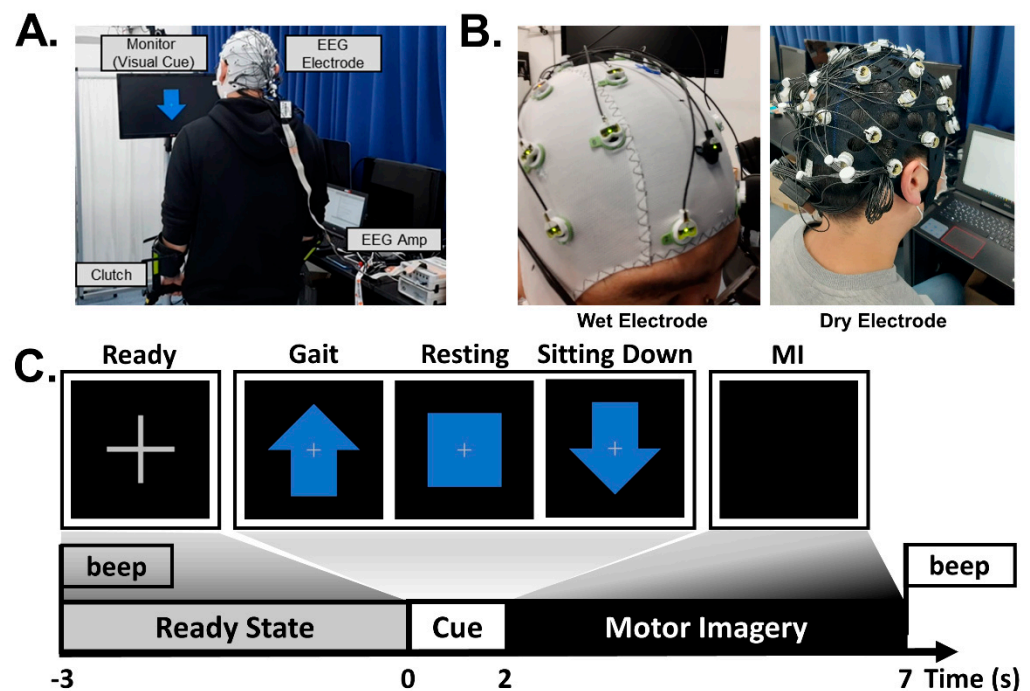 A.
Monitor
(Visual Cue)
EEG
Electrode
EEG Amp
Clutch
B.
Wet Electrode
Dry Electrode
C.
Ready
Gait
Resting
Sitting Down
MI
beep
beep
Ready State
Cue
Motor Imagery
-3
0
2
7
Time (s)